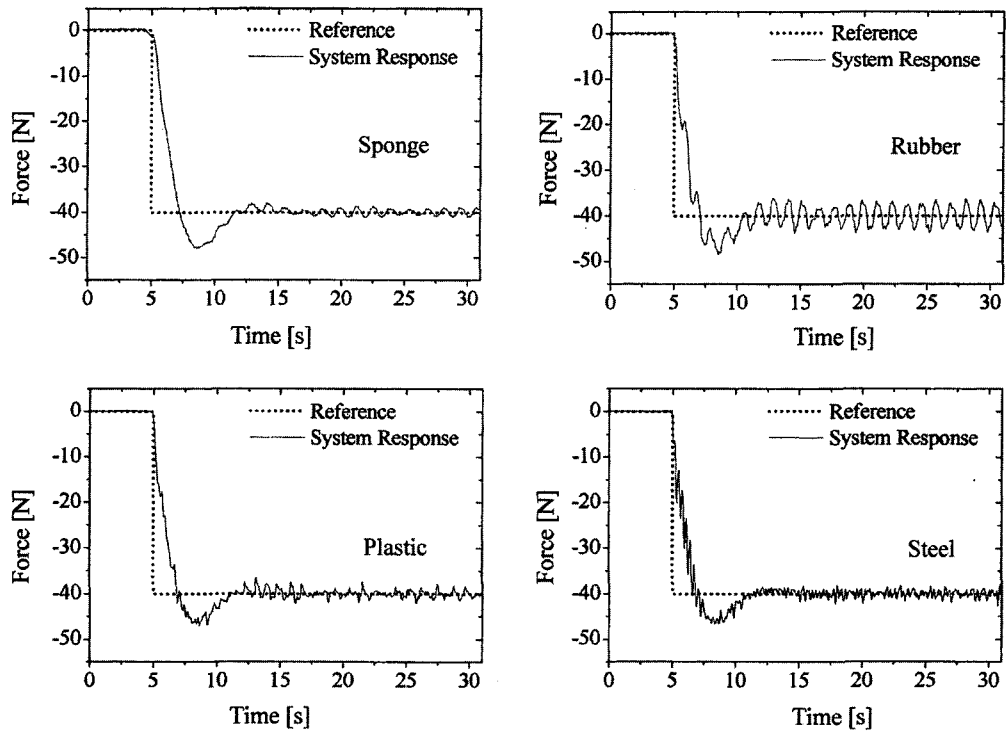 Force [N]
0
-10
-20
-30
-40
-50
Reference
System Response
Sponge
0 5 10 15 20 25 30
Time [s]
Force [N]
0
-10
-20
-30
-40
-50
Reference
System Response
Rubber
0 5 10 15 20 25 30
Time [s]
Force [N]
0
-10
-20
-30
-40
-50
Reference
System Response
Plastic
0 5 10 15 20 25 30
Time [s]
Force [N]
0
-10
-20
-30
-40
-50
Reference
System Response
Steel
0 5 10 15 20 25 30
Time [s]